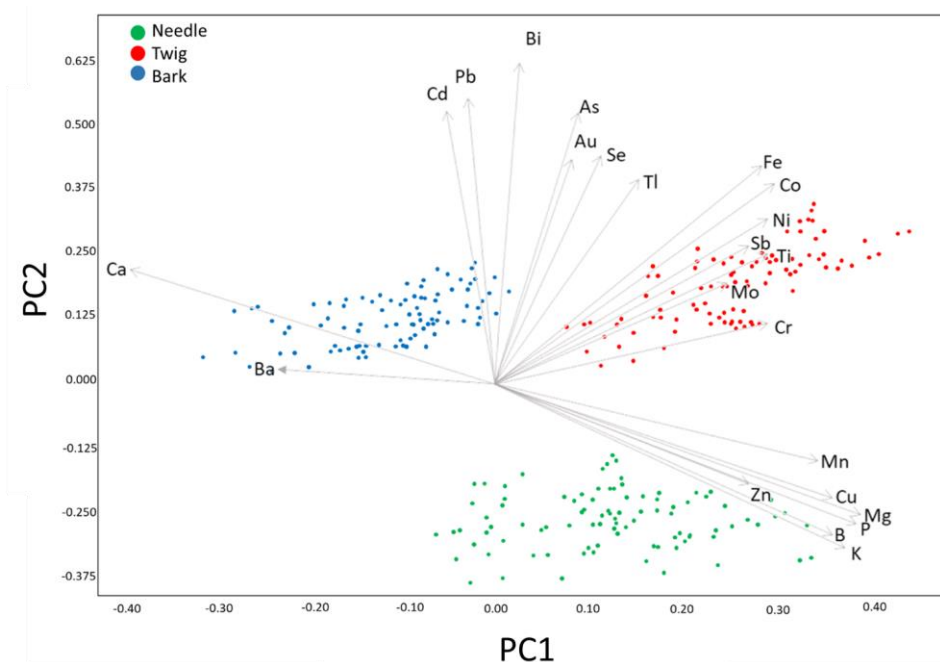 Needle
Twig
Bark
Bi
Pb
Cd
As
Au
Se
Tl
Fe
Co
Ni
Sb
Ti
Mo
Cr
Ca
Ba
Mn
Zn
Cu
Mg
P
B
K
PC2
0.625
0.500
0.375
0.250
0.125
0.000
-0.125
-0.250
-0.375
-0.40
-0.30
-0.20
-0.10
0.00
0.10
0.20
0.30
0.40
PC1